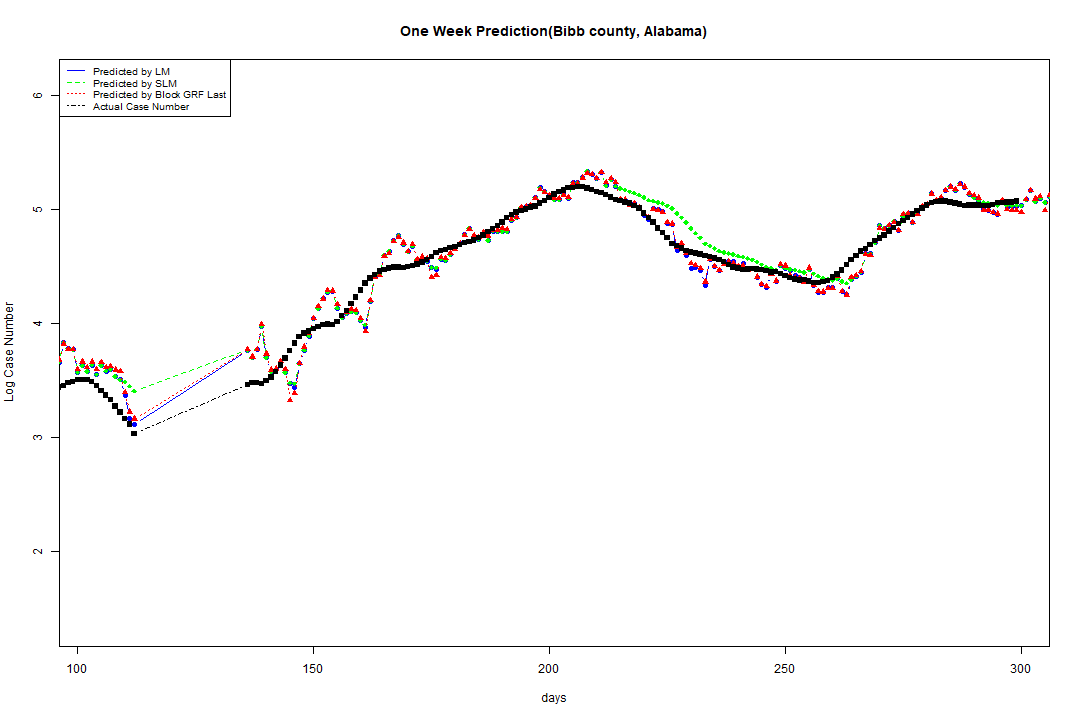 One Week Prediction(Bibb county, Alabama)
Predicted by LM
Predicted by SLM
Predicted by Block GRF Last
Actual Case Number
Log Case Number
6
5
4
3
2
100 150 200 250 300
days